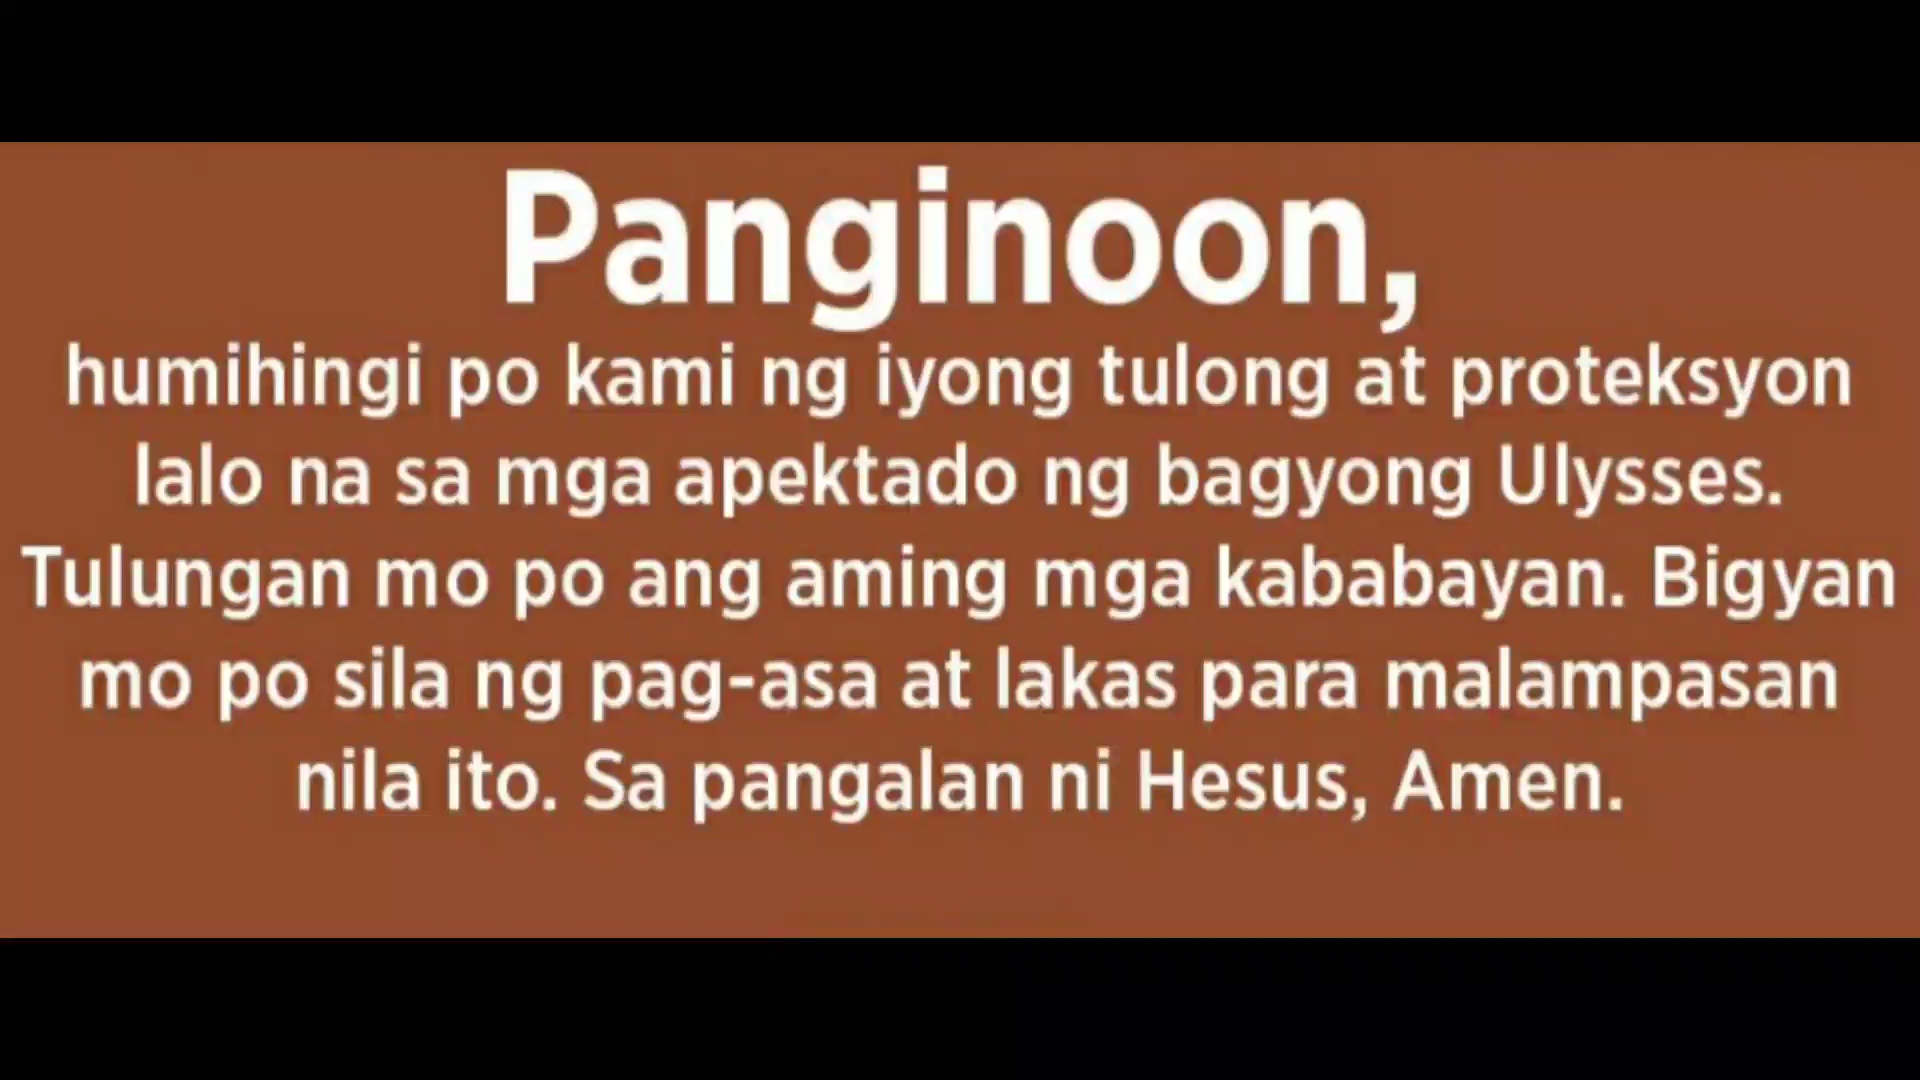 Panginoon,
humihingi po kami ng iyong tulong at proteksyon
lalo na sa mga apektado ng bagyong Ulysses.
Tulungan mo po ang aming mga kababayan. Bigyan
mo po sila ng pag-asa at lakas para malampasan
nila ito. Sa pangalan ni Hesus, Amen.